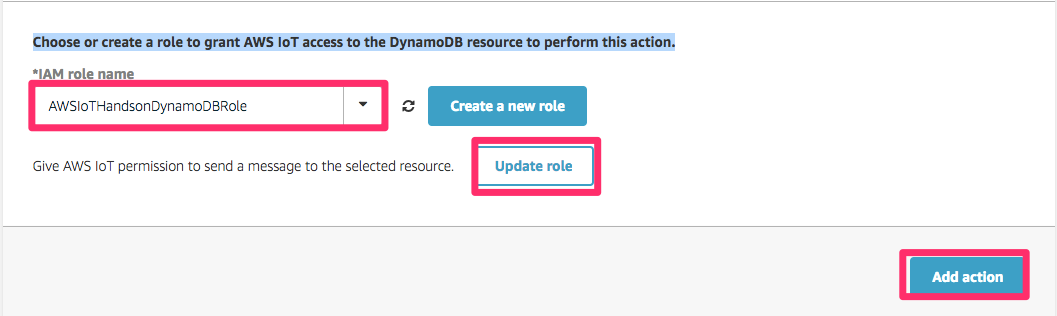 Choose or create a role to grant AWS IoT access to the DynamoDB resource to perform this action.
*IAM role name
AWSIoTHandsonDynamoDBRole
Create a new role
Give AWS IoT permission to send a message to the selected resource.
Update role
Add action